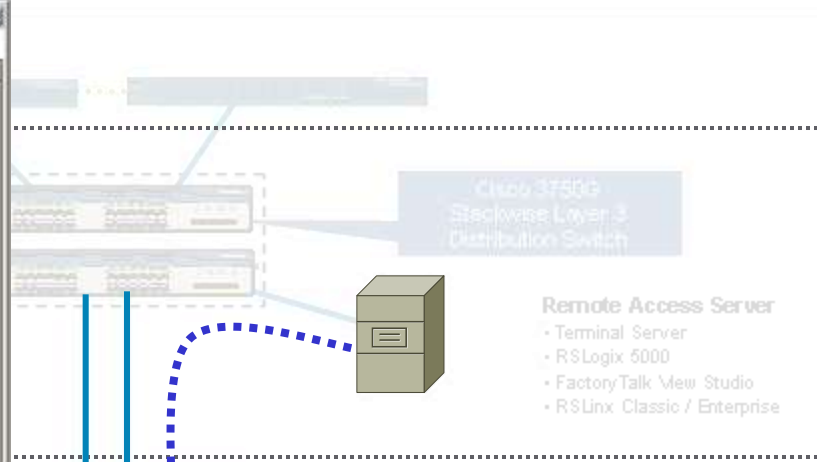 Cisco 3750G
Stackwise Layer 3
Distribution Switch
Remote Access Server
• Terminal Server
• RSLogix 5000
• FactoryTalk View Studio
• RSLinx Classic / Enterprise